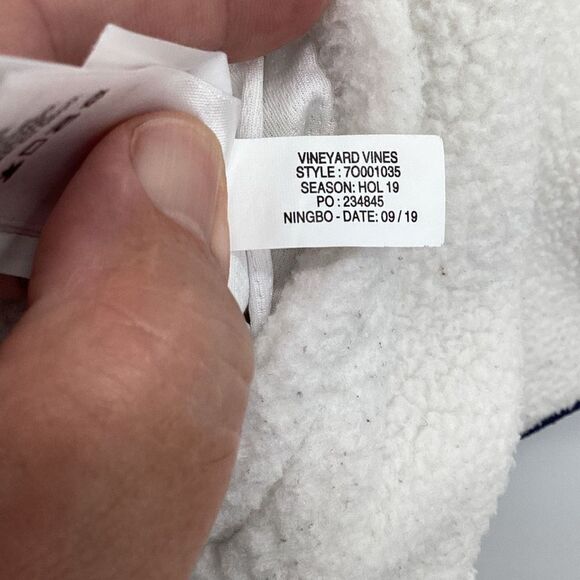 VINEYARD VINES
STYLE : 7O001035
SEASON: HOL 19
PO : 234845
NINGBO - DATE: 09 / 19